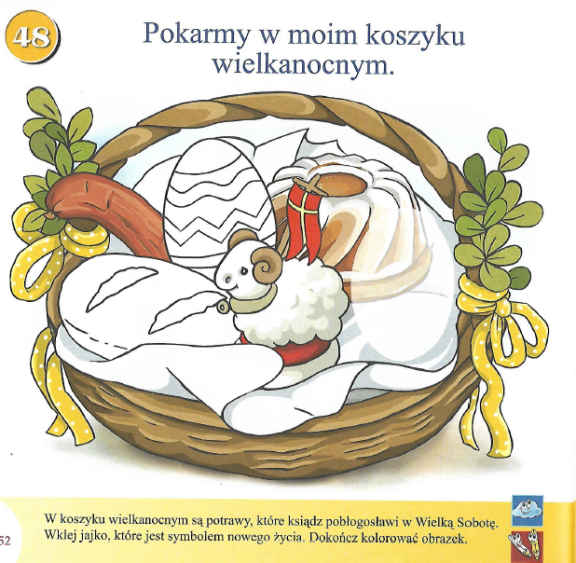 48
Pokarmy w moim koszyku
wielkanocnym.
W koszyku wielkanocnym są potrawy, które ksiądz pobłogosławi w Wielką Sobotę.
Wklej jajko, które jest symbolem nowego życia. Dokończ kolorować obrazek.
52